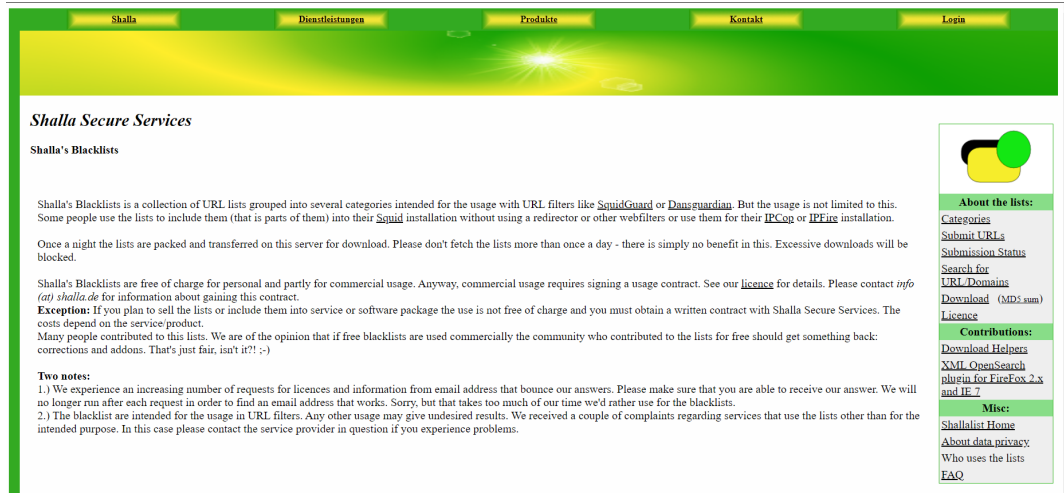 Shalla
Dienstleistungen
Produkte
Kontakt
Login
Shalla Secure Services
Shalla's Blacklists
Shalla's Blacklists is a collection of URL lists grouped into several categories intended for the usage with URL filters like SquidGuard or Dansguardian. But the usage is not limited to this.
Some people use the lists to include them (that is parts of them) into their Squid installation without using a redirector or other webfilters or use them for their IPCop or IPFire installation.
Once a night the lists are packed and transferred on this server for download. Please don't fetch the lists more than once a day - there is simply no benefit in this. Excessive downloads will be
blocked.
Shalla's Blacklists are free of charge for personal and partly for commercial usage. Anyway, commercial usage requires signing a usage contract. See our licence for details. Please contact info
(at) shalla.de for information about gaining this contract.
Exception: If you plan to sell the lists or include them into service or software package the use is not free of charge and you must obtain a written contract with Shalla Secure Services. The
costs depend on the service/product.
Many people contributed to this lists. We are of the opinion that if free blacklists are used commercially the community who contributed to the lists for free should get something back:
corrections and addons. That's just fair, isn't it?! ;-)
Two notes:
1.) We experience an increasing number of requests for licences and information from email address that bounce our answers. Please make sure that you are able to receive our answer. We will
no longer run after each request in order to find an email address that works. Sorry, but that takes too much of our time we'd rather use for the blacklists.
2.) The blacklist are intended for the usage in URL filters. Any other usage may give undesired results. We received a couple of complaints regarding services that use the lists other than for the
intended purpose. In this case please contact the service provider in question if you experience problems.
About the lists:
Categories
Submit URLs
Submission Status
Search for
URL/Domains
Download (MD5 sum)
Licence
Contributions:
Download Helpers
XML OpenSearch
plugin for FireFox 2.x
and IE 7
Misc:
Shallalist Home
About data privacy
Who uses the lists
FAQ